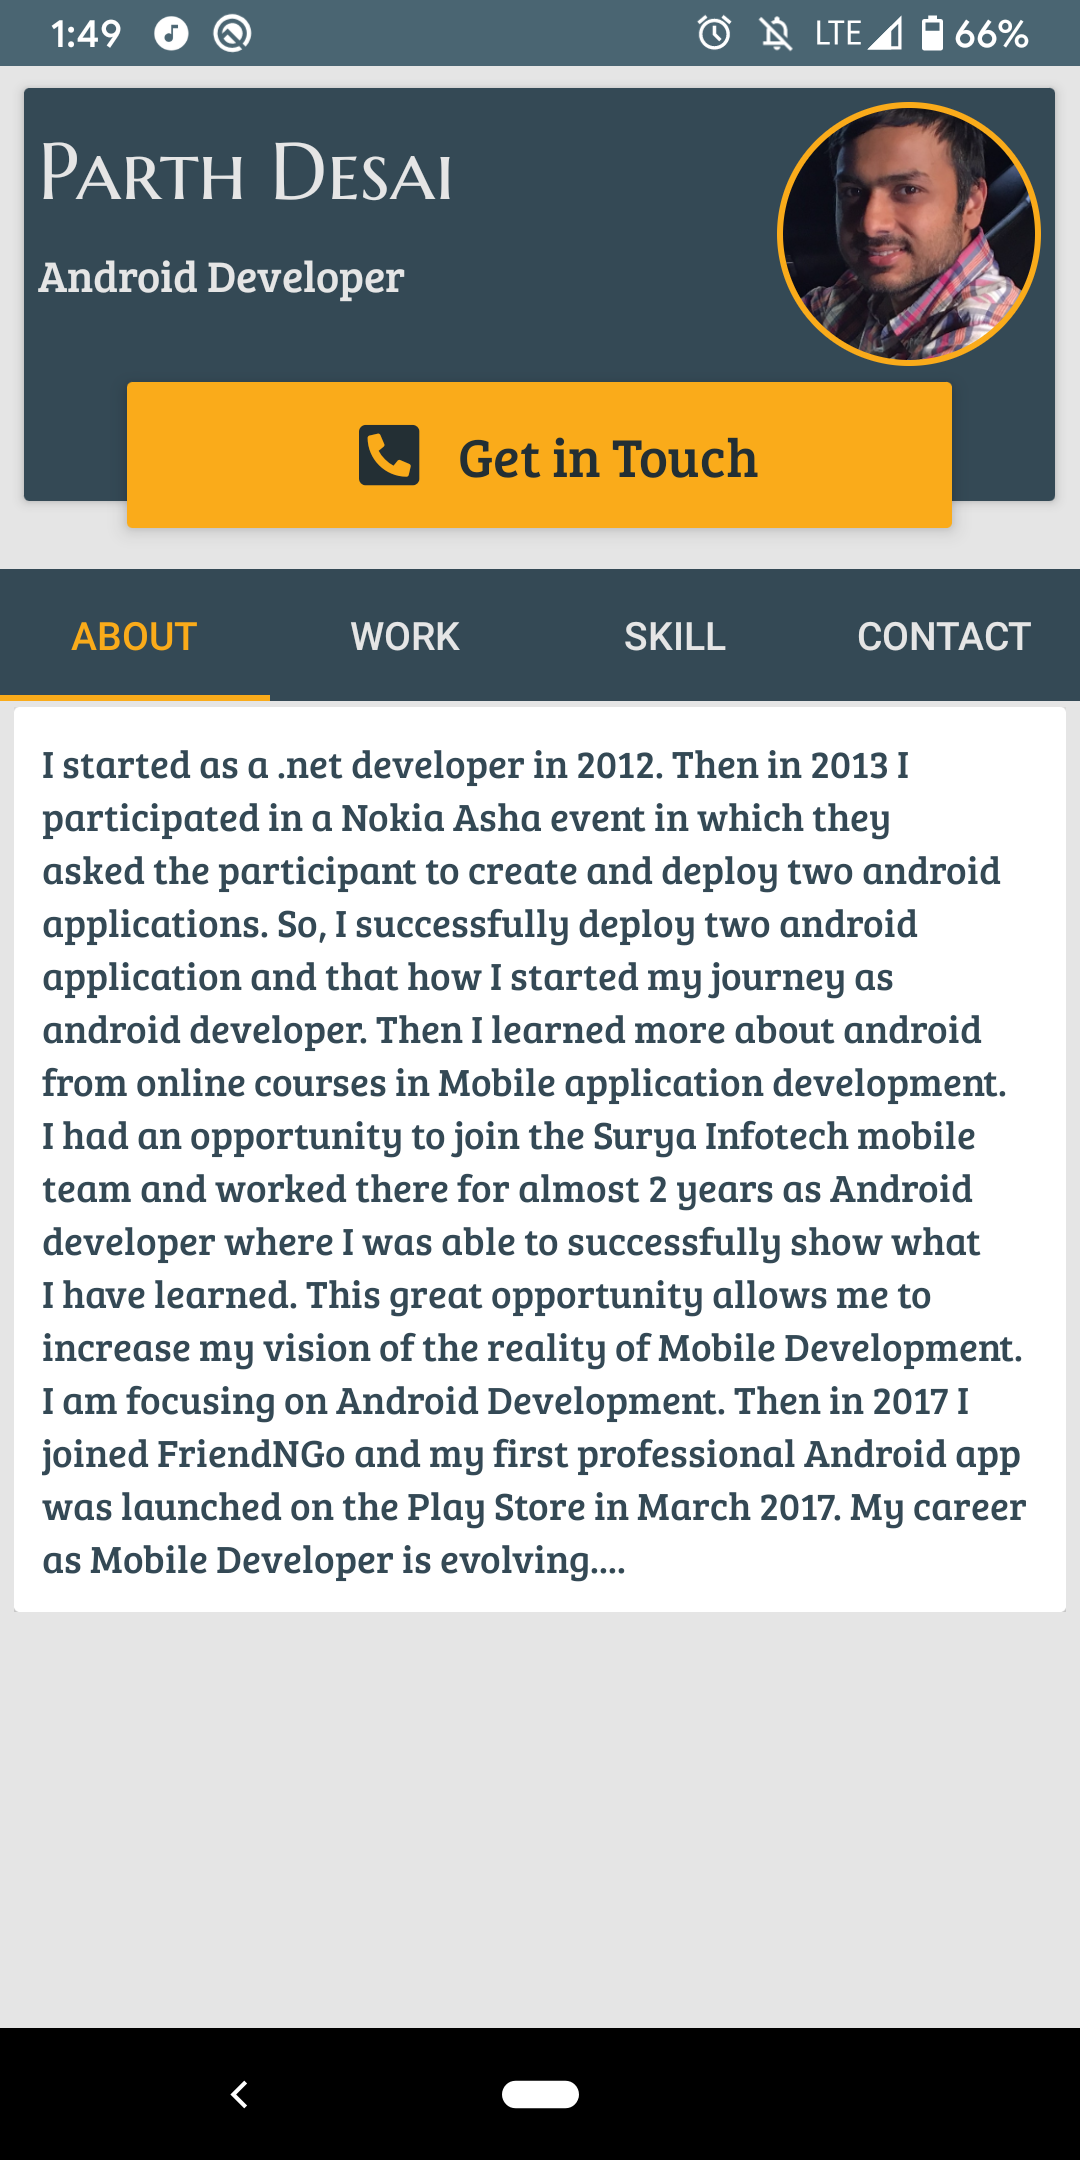 1:49 LTE 66%
Parth Desai
Android Developer
Get in Touch
ABOUT WORK SKILL CONTACT
I started as a .net developer in 2012. Then in 2013 I
participated in a Nokia Asha event in which they
asked the participant to create and deploy two android
applications. So, I successfully deploy two android
application and that how I started my journey as
android developer. Then I learned more about android
from online courses in Mobile application development.
I had an opportunity to join the Surya Infotech mobile
team and worked there for almost 2 years as Android
developer where I was able to successfully show what
I have learned. This great opportunity allows me to
increase my vision of the reality of Mobile Development.
I am focusing on Android Development. Then in 2017 I
joined FriendNGo and my first professional Android app
was launched on the Play Store in March 2017. My career
as Mobile Developer is evolving....